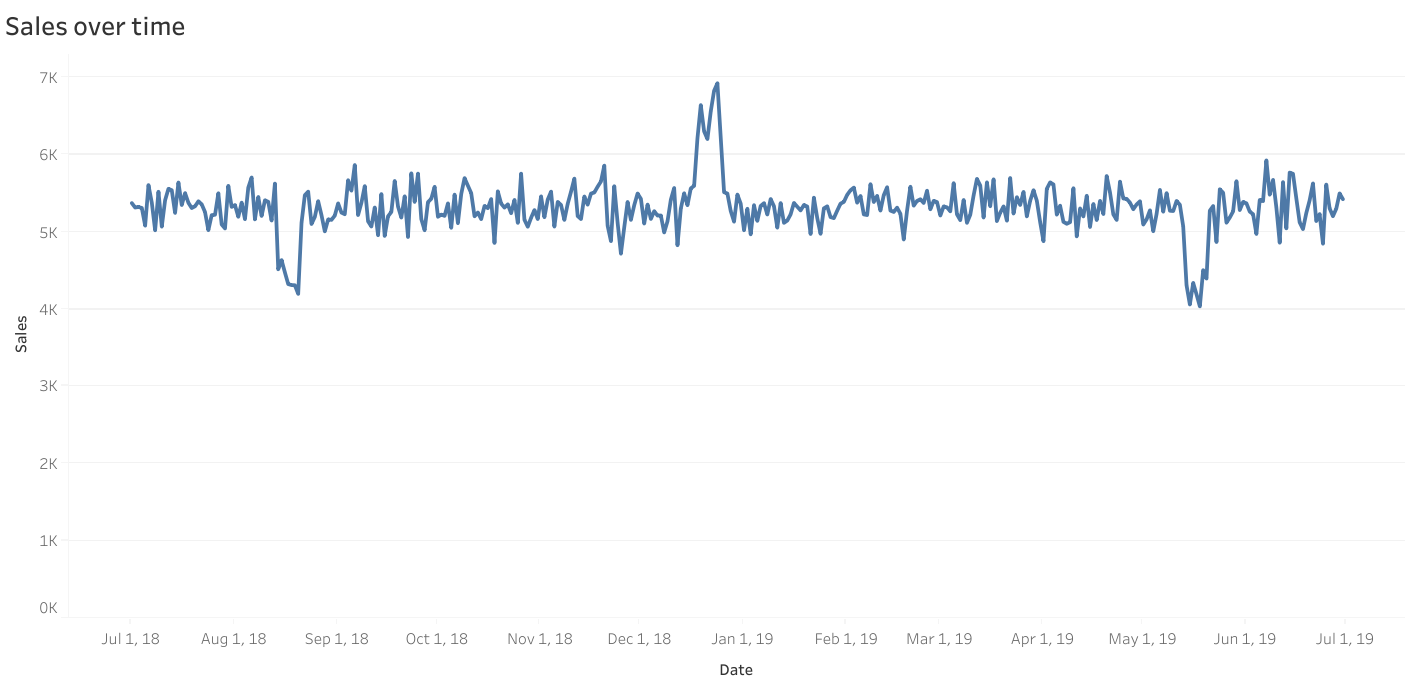 Sales over time
7K
6K
5K
4K
3K
2K
1K
0K
Sales
Jul 1, 18 Aug 1, 18 Sep 1, 18 Oct 1, 18 Nov 1, 18 Dec 1, 18 Jan 1, 19 Feb 1, 19 Mar 1, 19 Apr 1, 19 May 1, 19 Jun 1, 19 Jul 1, 19
Date